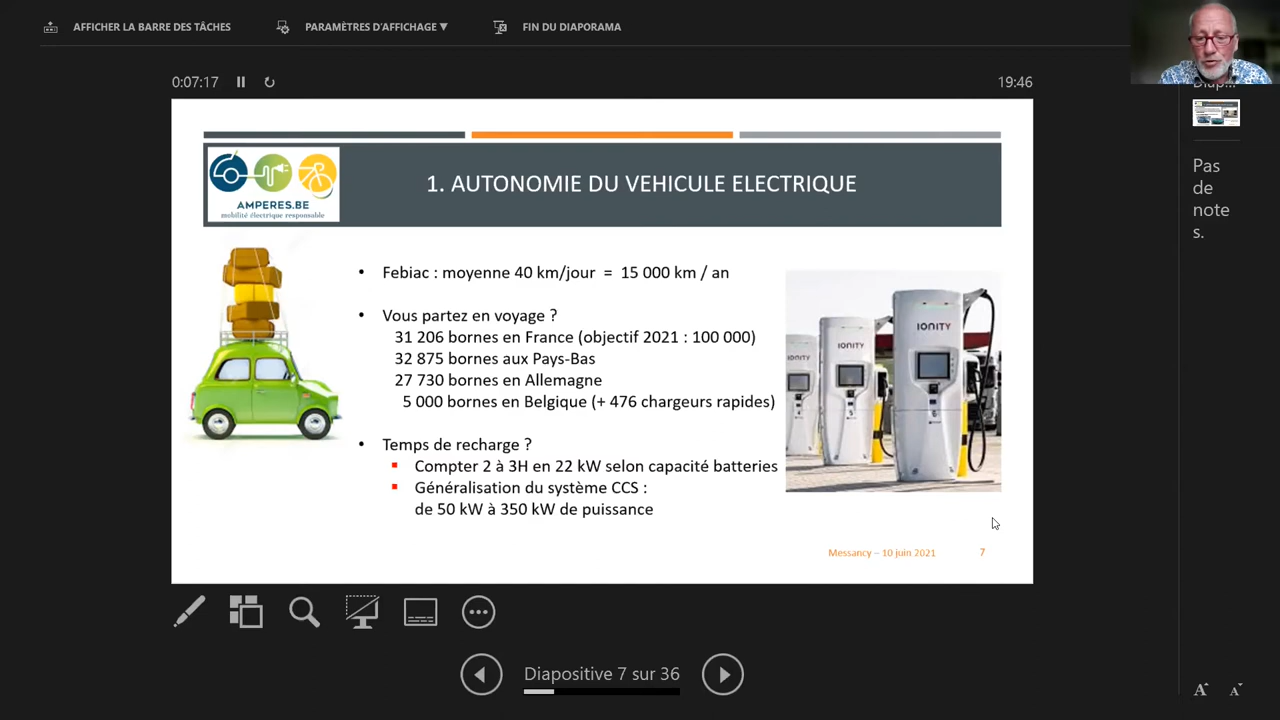 AFFICHER LA BARRE DES TÂCHES
PARAMÈTRES D'AFFICHAGE ▼
FIN DU DIAPORAMA
0:07:17
19:46
AMPERES.BE
mobilité électrique responsable
1. AUTONOMIE DU VEHICULE ELECTRIQUE
• Febiac : moyenne 40 km/jour = 15 000 km / an
• Vous partez en voyage ?
31 206 bornes en France (objectif 2021 : 100 000)
32 875 bornes aux Pays-Bas
27 730 bornes en Allemagne
5 000 bornes en Belgique (+ 476 chargeurs rapides)
• Temps de recharge ?
▪ Compter 2 à 3H en 22 kW selon capacité batteries
▪ Généralisation du système CCS :
de 50 kW à 350 kW de puissance
IONITY
IONITY
IONITY
Messancy – 10 juin 2021
7
Pas
de
note
s.
Diapositive 7 sur 36
A
A